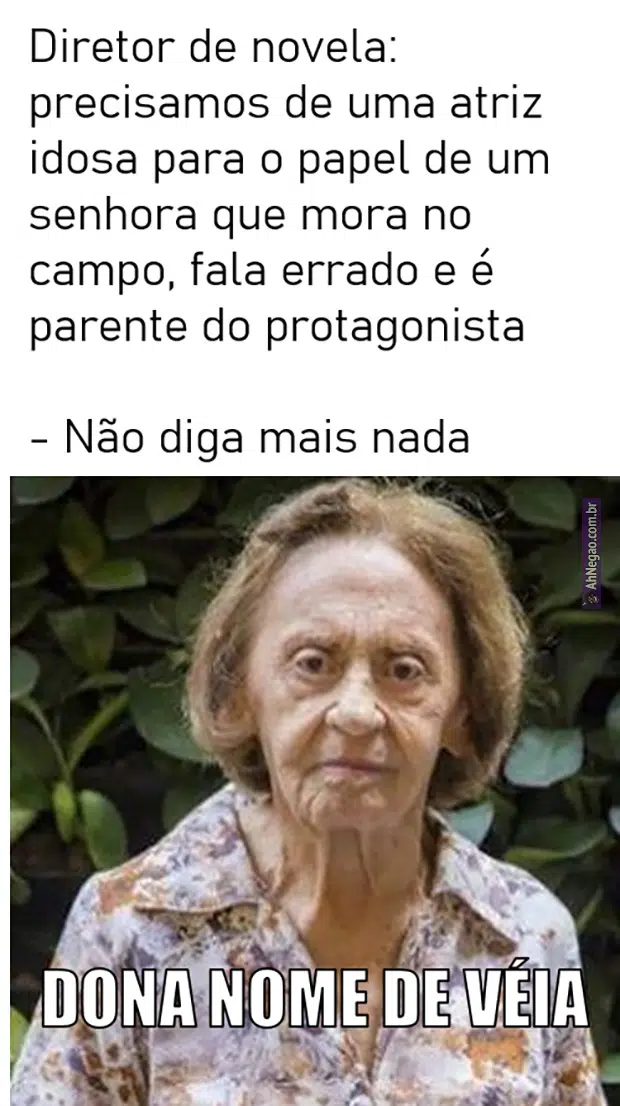 Diretor de novela:
precisamos de uma atriz
idosa para o papel de um
senhora que mora no
campo, fala errado e é
parente do protagonista
- Não diga mais nada
AhNegao.com.br
DONA NOME DE VÉIA